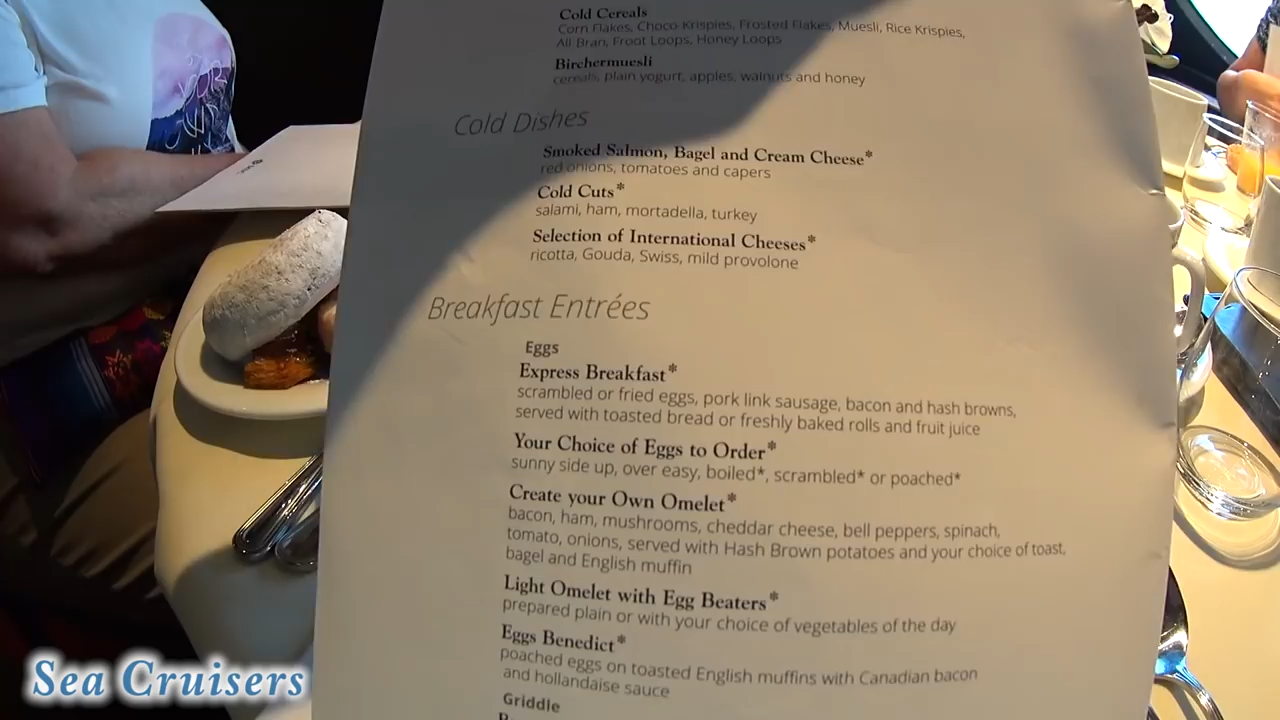 Cold Cereals
Corn Flakes, Choco-Krispies, Frosted Flakes, Muesli, Rice Krispies,
All Bran, Froot Loops, Honey Loops
Birchermuesli
cereals, plain yogurt, apples, walnuts and honey
Cold Dishes
Smoked Salmon, Bagel and Cream Cheese*
red onions, tomatoes and capers
Cold Cuts*
salami, ham, mortadella, turkey
Selection of International Cheeses*
ricotta, Gouda, Swiss, mild provolone
Breakfast Entrées
Eggs
Express Breakfast*
scrambled or fried eggs, pork link sausage, bacon and hash browns,
served with toasted bread or freshly baked rolls and fruit juice
Your Choice of Eggs to Order*
sunny side up, over easy, boiled*, scrambled* or poached*
Create your Own Omelet*
bacon, ham, mushrooms, cheddar cheese, bell peppers, spinach,
tomato, onions, served with Hash Brown potatoes and your choice of toast,
bagel and English muffin
Light Omelet with Egg Beaters*
prepared plain or with your choice of vegetables of the day
Eggs Benedict*
poached eggs on toasted English muffins with Canadian bacon
and hollandaise sauce
Griddle
Sea Cruisers